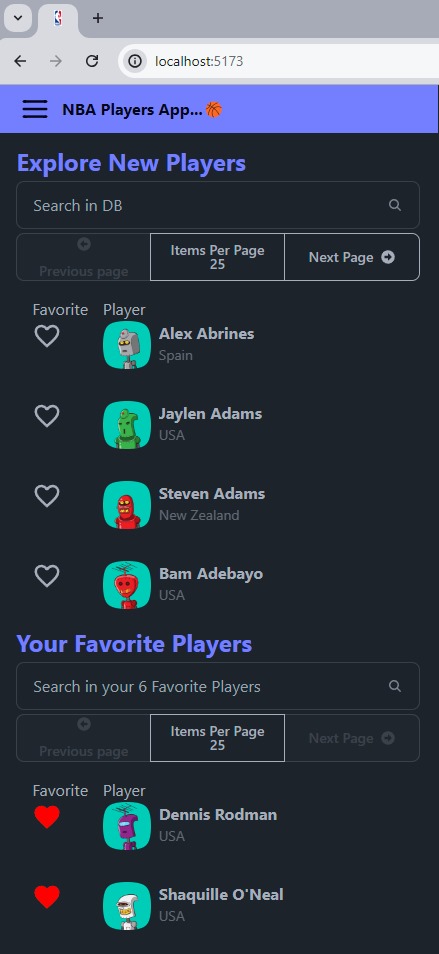 localhost:5173
NBA Players App...🏀
Explore New Players
Search in DB
Previous page
Items Per Page
25
Next Page
Favorite Player
Alex Abrines
Spain
Jaylen Adams
USA
Steven Adams
New Zealand
Bam Adebayo
USA
Your Favorite Players
Search in your 6 Favorite Players
Previous page
Items Per Page
25
Next Page
Favorite Player
Dennis Rodman
USA
Shaquille O'Neal
USA